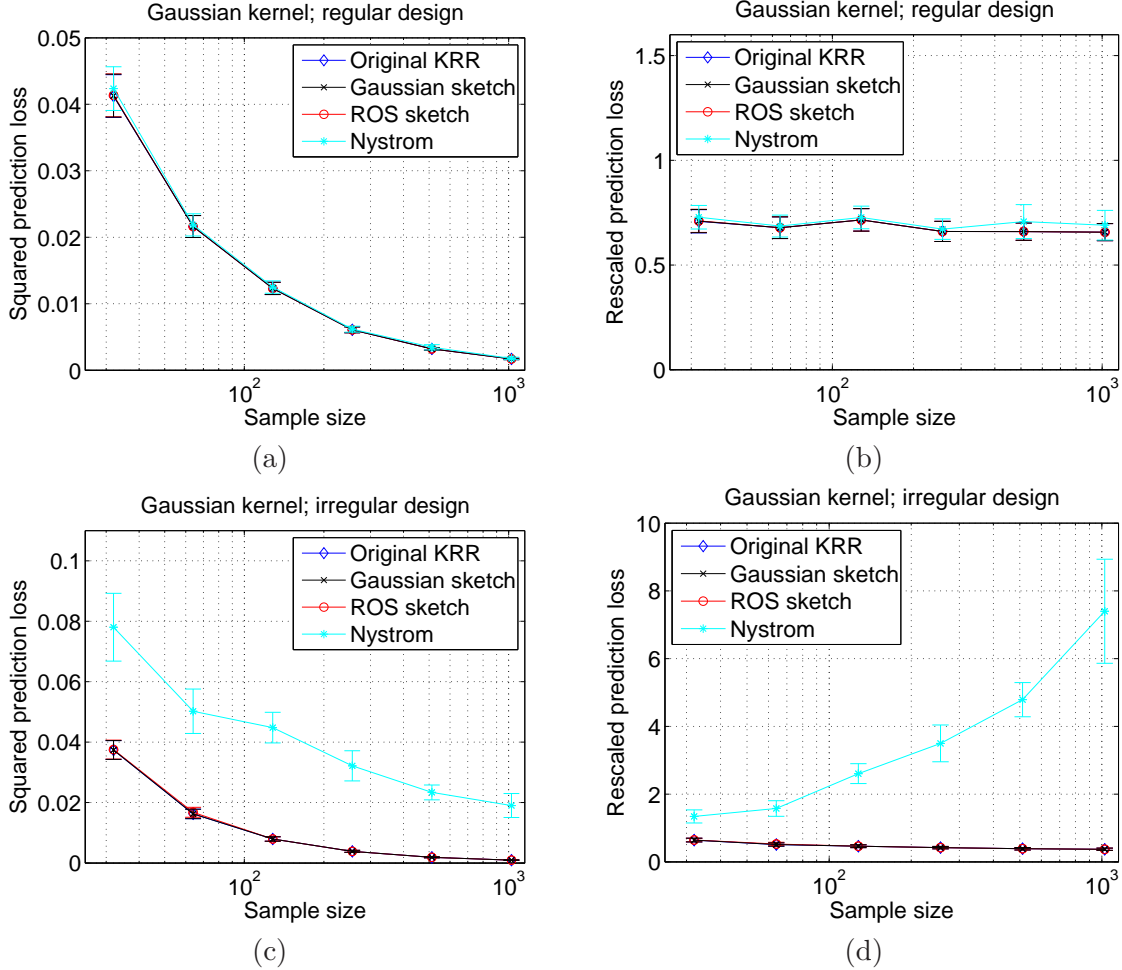 Gaussian kernel; regular design
Squared prediction loss
0.05
0.04
0.03
0.02
0.01
0
Original KRR
Gaussian sketch
ROS sketch
Nystrom
10^2
10^3
Sample size
(a)
Gaussian kernel; regular design
Rescaled prediction loss
1.5
1
0.5
0
Original KRR
Gaussian sketch
ROS sketch
Nystrom
10^2
10^3
Sample size
(b)
Gaussian kernel; irregular design
Squared prediction loss
0.1
0.08
0.06
0.04
0.02
0
Original KRR
Gaussian sketch
ROS sketch
Nystrom
10^2
10^3
Sample size
(c)
Gaussian kernel; irregular design
Rescaled prediction loss
10
8
6
4
2
0
Original KRR
Gaussian sketch
ROS sketch
Nystrom
10^2
10^3
Sample size
(d)